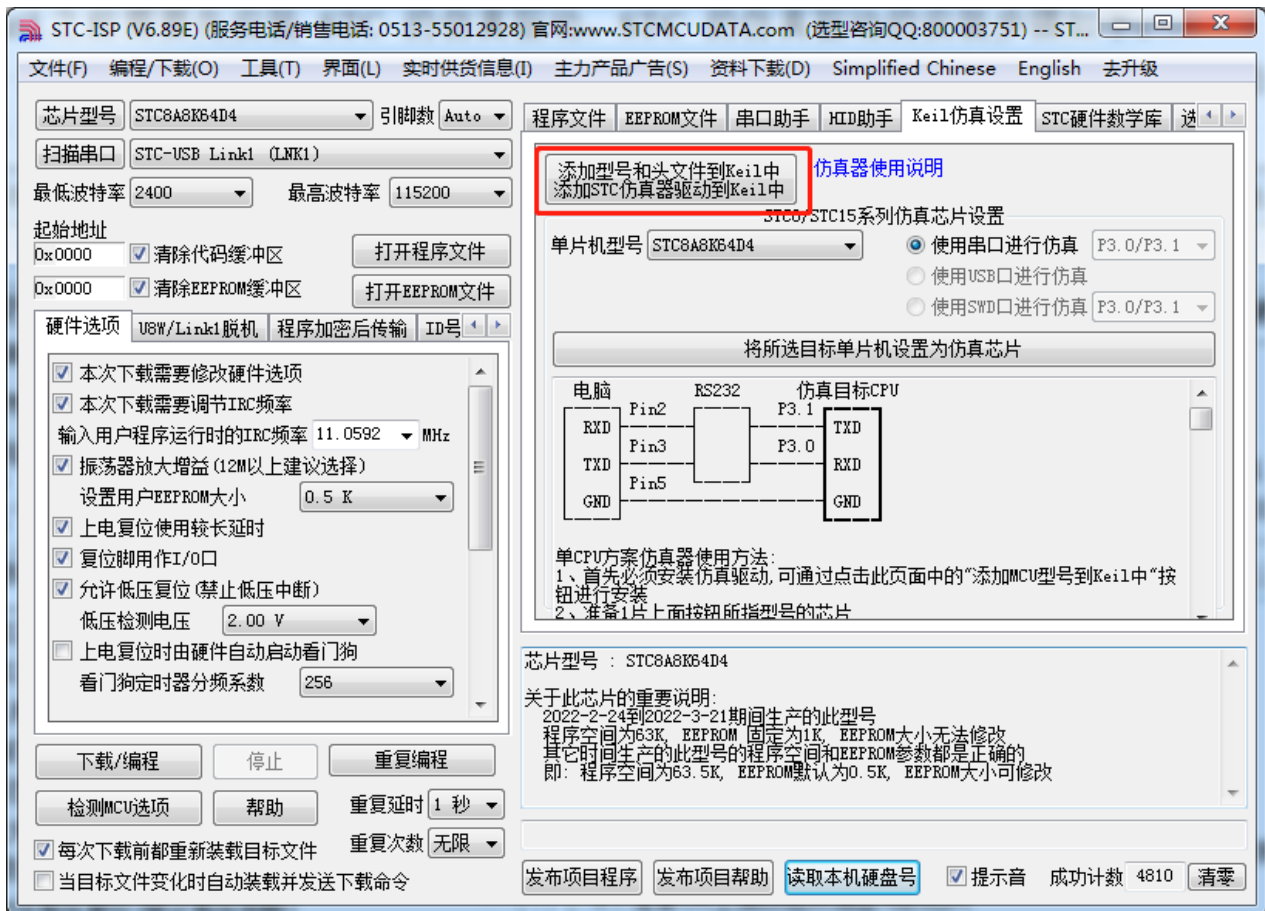 STC-ISP (V6.89E) (服务电话/销售电话: 0513-55012928) 官网:www.STCMCUDATA.com (选型咨询QQ:800003751) -- ST...
文件(F) 编程/下载(O) 工具(T) 界面(L) 实时供货信息(I) 主力产品广告(S) 资料下载(D) Simplified Chinese English 去升级
芯片型号 STC8A8K64D4 引脚数 Auto
扫描串口 STC-USB Link1 (LNK1)
最低波特率 2400 最高波特率 115200
起始地址
0x0000 清除代码缓冲区 打开程序文件
0x0000 清除EEPROM缓冲区 打开EEPROM文件
硬件选项 U8W/Link1脱机 程序加密后传输 ID号
本次下载需要修改硬件选项
本次下载需要调节IRC频率
输入用户程序运行时的IRC频率 11.0592 MHz
振荡器放大增益(12M以上建议选择)
设置用户EEPROM大小 0.5 K
上电复位使用较长延时
复位脚用作I/O口
允许低压复位(禁止低压中断)
低压检测电压 2.00 V
上电复位时由硬件自动启动看门狗
看门狗定时器分频系数 256
下载/编程 停止 重复编程
检测MCU选项 帮助 重复延时 1 秒
每次下载前都重新装载目标文件 重复次数 无限
当目标文件变化时自动装载并发送下载命令
程序文件 EEPROM文件 串口助手 HID助手 Keil仿真设置 STC硬件数学库 选
添加型号和头文件到Keil中
添加STC仿真器驱动到Keil中
仿真器使用说明
STC8/STC15系列仿真芯片设置
单片机型号 STC8A8K64D4 使用串口进行仿真 P3.0/P3.1
使用USB口进行仿真
使用SWD口进行仿真 P3.0/P3.1
将所选目标单片机设置为仿真芯片
电脑 RS232 仿真目标CPU
Pin2 P3.1
RXD TXD
Pin3 P3.0
TXD RXD
Pin5
GND GND
单CPU方案仿真器使用方法:
1、首先必须安装仿真驱动,可通过点击此页面中的“添加MCU型号到Keil中“按
钮进行安装
2、准备1片上面按钮所指型号的芯片
芯片型号 : STC8A8K64D4
关于此芯片的重要说明:
2022-2-24到2022-3-21期间生产的此型号
程序空间为63K, EEPROM 固定为1K, EEPROM大小无法修改
其它时间生产的此型号的程序空间和EEPROM参数都是正确的
即: 程序空间为63.5K, EEPROM默认为0.5K, EEPROM大小可修改
发布项目程序 发布项目帮助 读取本机硬盘号 提示音 成功计数 4810 清零